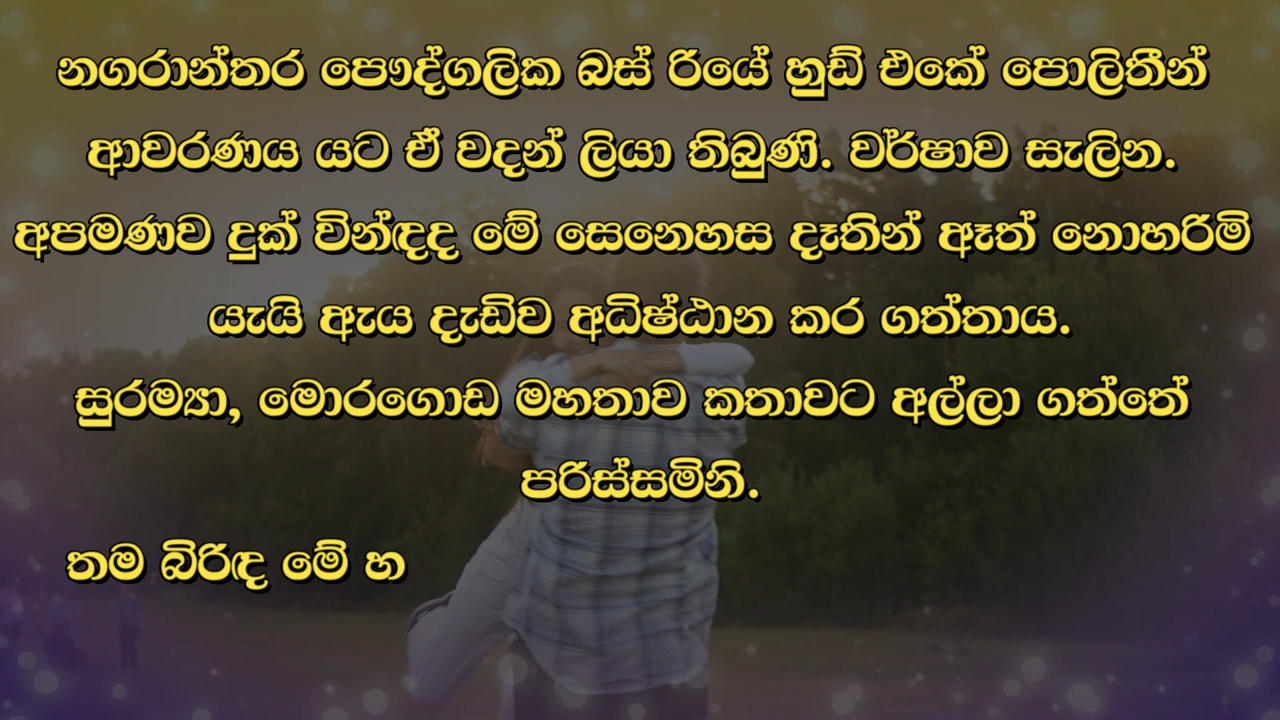 නගරාන්තර පෞද්ගලික බස් රියේ හුඩ් එකේ පොලිතීන්
ආවරණය යට ඒ වදන් ලියා තිබුණි. වර්ෂාව සැලින.
අපමණව දුක් වින්ඳද මේ සෙනෙහස දෑතින් ඈත් නොහරිමි
යැයි ඇය දැඩිව අධිෂ්ඨාන කර ගත්තාය.
සුරම්‍යා, මොරගොඩ මහතාව කතාවට අල්ලා ගත්තේ
පරිස්සමිනි.
තම බිරිඳ මේ හ